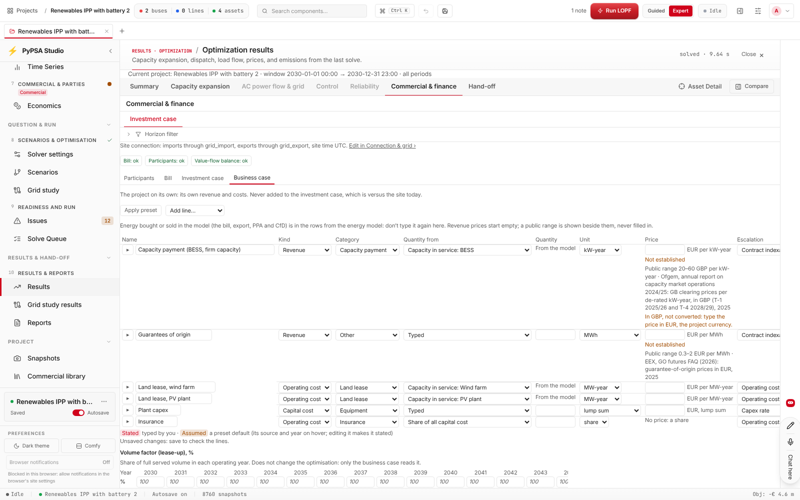 Projects / Renewables IPP with battery 2
2 buses
0 lines
4 assets
Search components...
Ctrl K
1 note
Run LOPF
Guided
Expert
Idle
A
Renewables IPP with batt...
PyPSA Studio
Time Series
COMMERCIAL & PARTIES
Commercial
Economics
QUESTION & RUN
SCENARIOS & OPTIMISATION
Solver settings
Scenarios
Grid study
READINESS AND RUN
Issues 12
Solve Queue
RESULTS & HAND-OFF
RESULTS & REPORTS
Results
Grid study results
Reports
PROJECT
Snapshots
Commercial library
Renewables IPP with b...
Saved
Autosave
PREFERENCES
Dark theme
Comfy
Browser notifications Off
Blocked in this browser: allow notifications in the browser's site settings.
RESULTS · OPTIMIZATION / Optimization results
Capacity expansion, dispatch, load flow, prices, and emissions from the last solve.
solved · 9.64 s
Close ×
Current project: Renewables IPP with battery 2 · window 2030-01-01 00:00 → 2030-12-31 23:00 · all periods
Summary
Capacity expansion
AC power flow & grid
Control
Reliability
Commercial & finance
Hand-off
Asset Detail
Compare
Commercial & finance
Investment case
Horizon filter
Site connection: imports through grid_import, exports through grid_export, site time UTC. Edit in Connection & grid ›
Bill: ok
Participants: ok
Value-flow balance: ok
Participants
Bill
Investment case
Business case
The project on its own: its own revenue and costs. Never added to the investment case, which is versus the site today.
Apply preset
Add line...
Energy bought or sold in the model (the bill, export, PPA and CfD) is in the rows from the energy model: don't type it again here. Revenue prices start empty; a public range is shown beside them, never filled in.
Name Kind Category Quantity from Quantity Unit Price Escalation
Capacity payment (BESS, firm capacity) Revenue Capacity payment Capacity in service: BESS From the model kW-year EUR per kW-year Contract index
Not established
Public range 20–60 GBP per kW-year · Ofgem, annual report on capacity market operations 2024/25: GB clearing prices per de-rated kW-year, in GBP (T-1 2025/26 and T-4 2028/29), 2025
In GBP, not converted: type the price in EUR, the project currency.
Guarantees of origin Revenue Other Typed MWh EUR per MWh Contract index
Not established
Public range 0.3–2 EUR per MWh · EEX, GO futures FAQ (2026): guarantee-of-origin prices in EUR, 2025
Land lease, wind farm Operating cost Land lease Capacity in service: Wind farm From the model MW-year EUR per MW-year Operating cost
Land lease, PV plant Operating cost Land lease Capacity in service: PV plant From the model MW-year EUR per MW-year Operating cost
Plant capex Capital cost Equipment Typed lump sum EUR, lump sum Capex rate
Insurance Operating cost Insurance Share of all capital cost share No price: a share Operating cost
Stated typed by you · Assumed a preset default (its source and year on hover; editing it makes it stated)
Unsaved changes: save to check the lines.
Volume factor (lease-up), %
Share of full served volume in each operating year. Does not change the optimisation: only the business case reads it.
Year 2030 2031 2032 2033 2034 2035 2036 2037 2038 2039 2040 2041 2042 2043
% 100 100 100 100 100 100 100 100 100 100 100 100 100 100
Chat here
Idle
Renewables IPP with battery 2
Autosave on
8760 snapshots